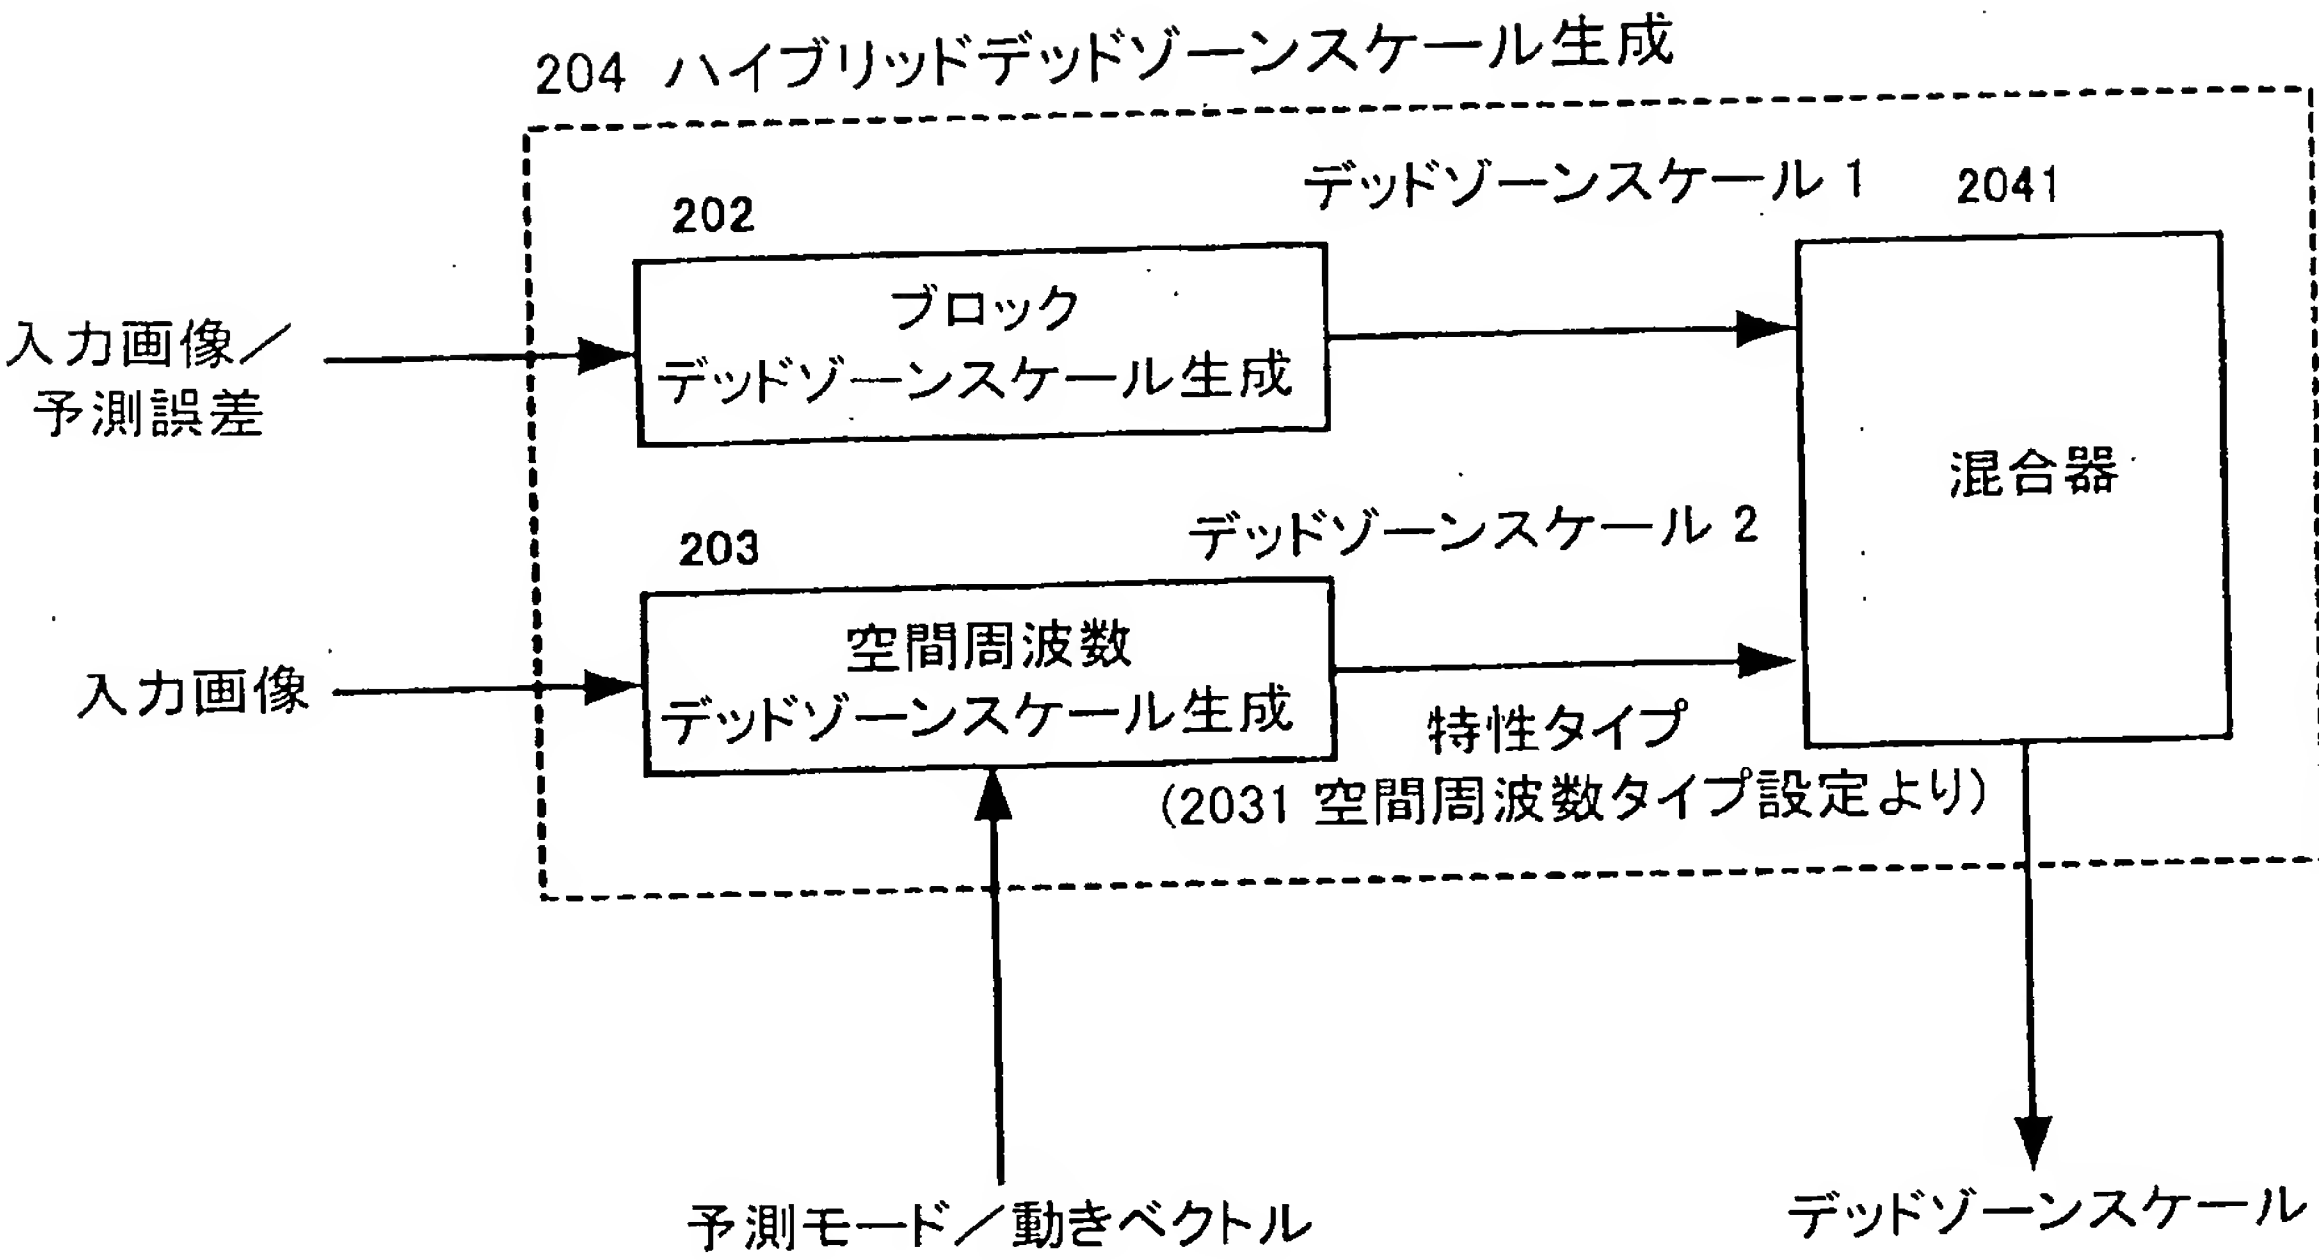 204 ハイブリッドデッドゾーンスケール生成
デッドゾーンスケール 1
2041
202
ブロック
デッドゾーンスケール生成
入力画像／
予測誤差
混合器
デッドゾーンスケール 2
203
空間周波数
デッドゾーンスケール生成
入力画像
特性タイプ
(2031 空間周波数タイプ設定より)
予測モード／動きベクトル
デッドゾーンスケール